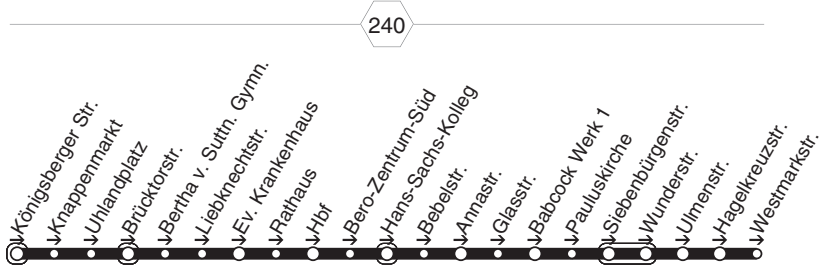 240
Königsberger Str.
Knappenmarkt
Uhlandplatz
Brücktorstr.
Bertha v. Suttn. Gymn.
Liebknechtstr.
Ev. Krankenhaus
Rathaus
Hbf
Bero-Zentrum-Süd
Hans-Sachs-Kolleg
Bebelstr.
Annastr.
Glasstr.
Babcock Werk 1
Pauluskirche
Siebenbürgenstr.
Wunderstr.
Ulmenstr.
Hagelkreuzstr.
Westmarkstr.